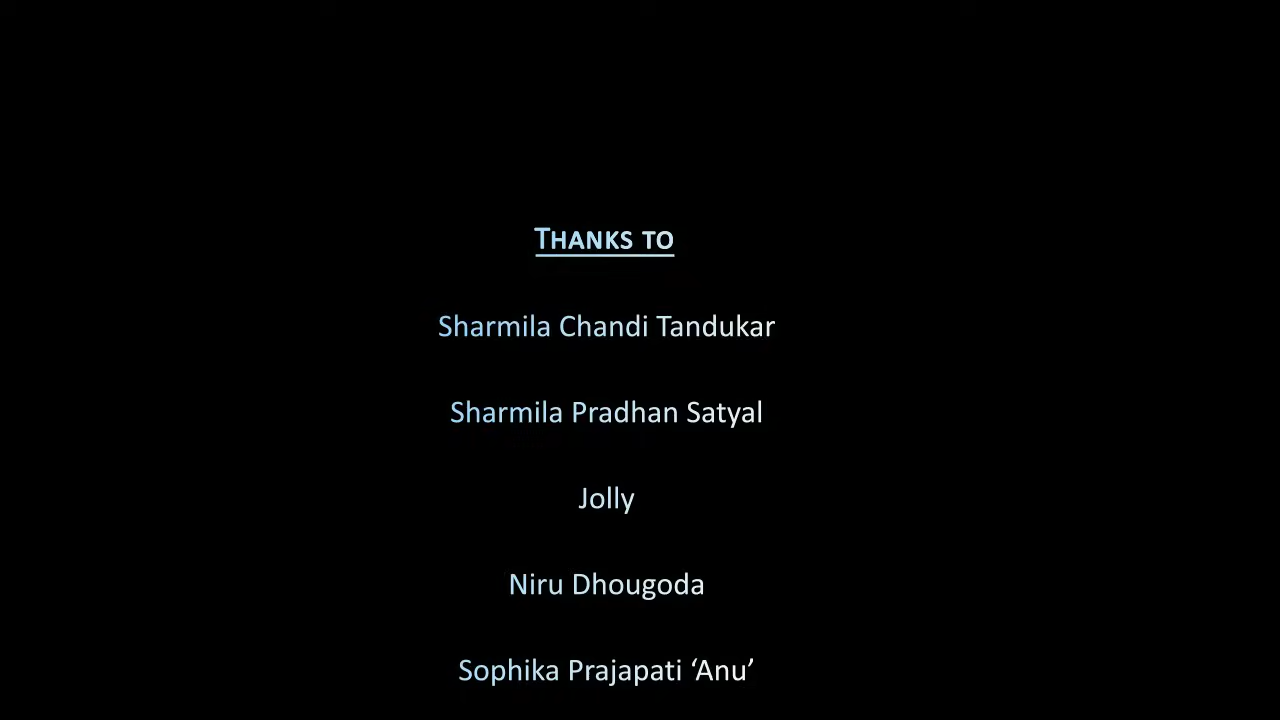 Thanks to
Sharmila Chandi Tandukar
Sharmila Pradhan Satyal
Jolly
Niru Dhougoda
Sophika Prajapati ‘Anu’